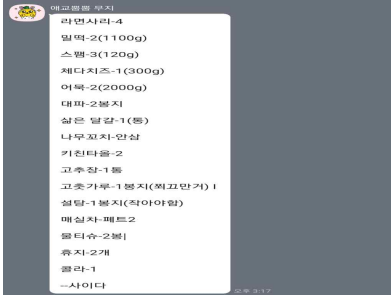 애교뿜뿜 무지
라면사리-4
밀떡-2(1100g)
스팸-3(120g)
체다치즈-1(300g)
어묵-2(2000g)
대파-2봉지
삶은 달걀-1(통)
나무꼬치-안삼
키친타올-2
고추장-1통
고춧가루-1봉지(쬐끄만거) I
설탕-1봉지(작아야함)
매실차-페트2
물티슈-2봉|
휴지-2개
콜라-1
--사이다
오후 3:17